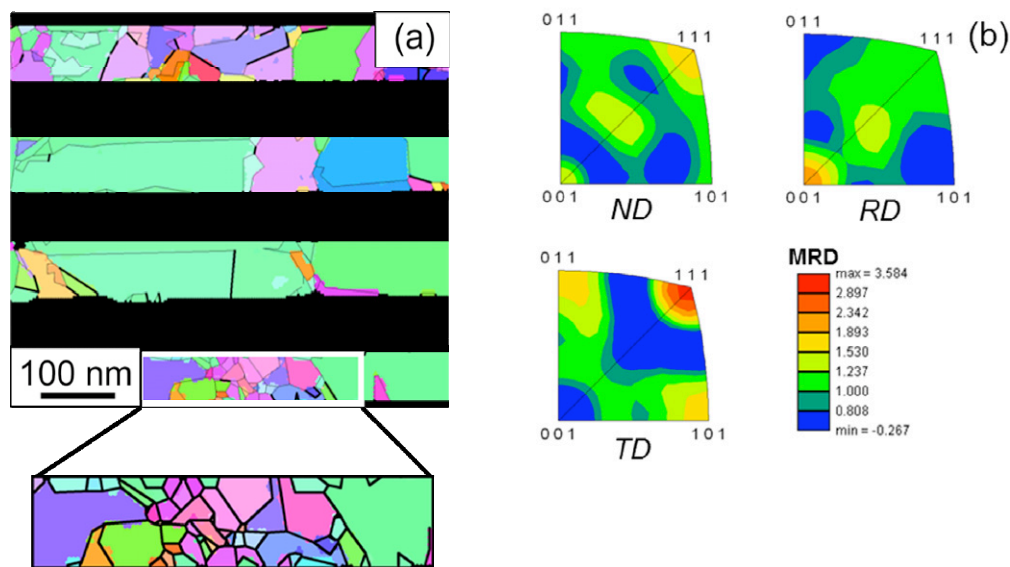 (a)
100 nm
(b)
0 1 1
1 1 1
0 0 1
1 0 1
ND
0 1 1
1 1 1
0 0 1
1 0 1
RD
0 1 1
1 1 1
0 0 1
1 0 1
TD
MRD
max = 3.584
2.897
2.342
1.893
1.530
1.237
1.000
0.808
min = -0.267